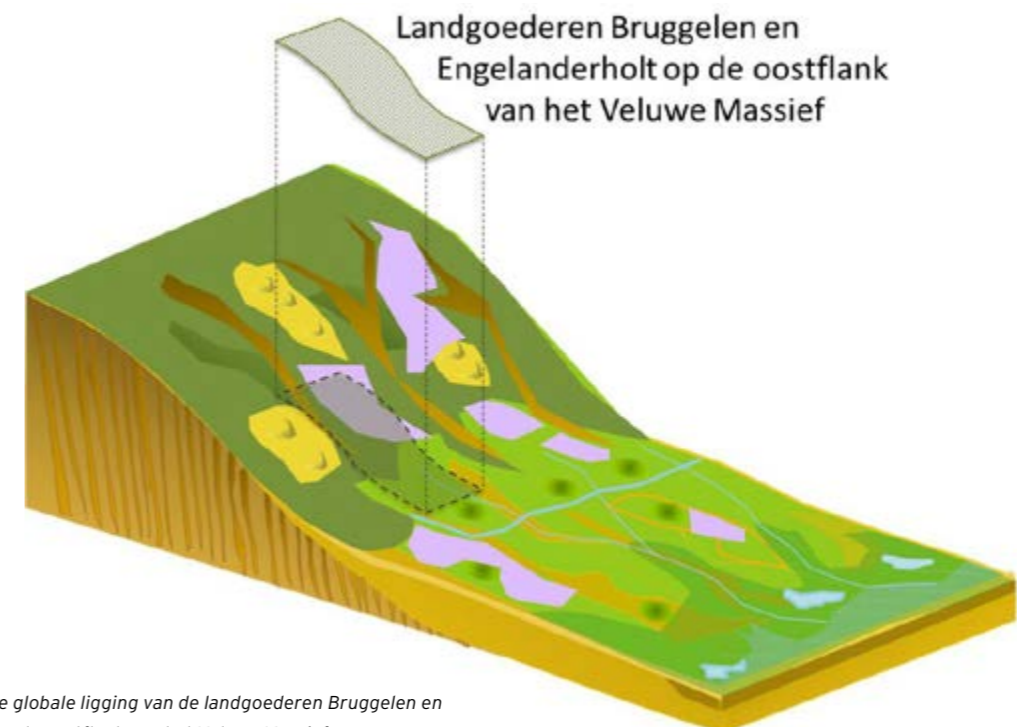 Landgoederen Bruggelen en
Engelanderholt op de oostflank
van het Veluwe Massief
e globale ligging van de landgoederen Bruggelen en